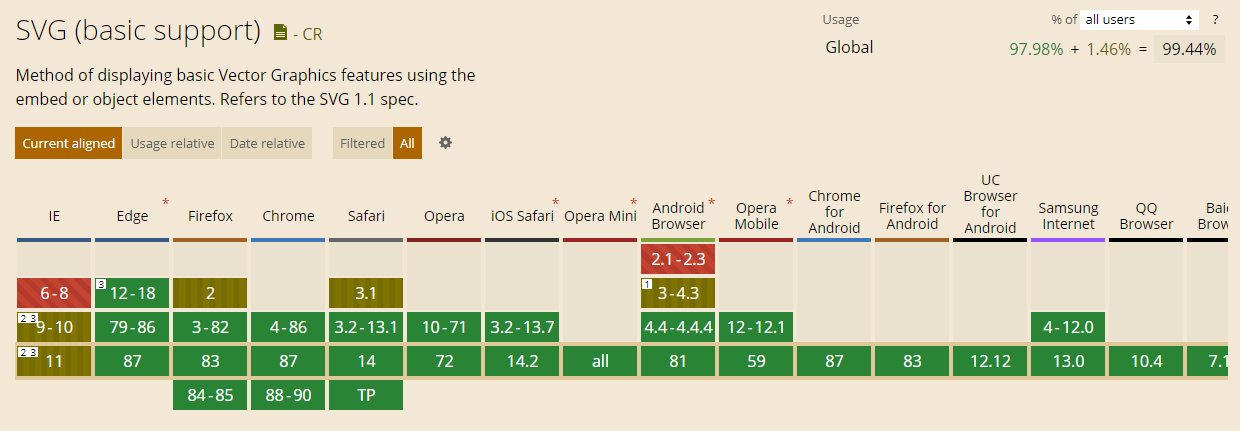 SVG (basic support) - CR
Usage % of all users ?
Global 97.98% + 1.46% = 99.44%
Method of displaying basic Vector Graphics features using the
embed or object elements. Refers to the SVG 1.1 spec.
Current aligned Usage relative Date relative Filtered All
IE Edge * Firefox Chrome Safari Opera iOS Safari * Opera Mini * Android Browser * Opera Mobile * Chrome for Android Firefox for Android UC Browser for Android Samsung Internet QQ Browser
2.1-2.3
6-8 3 12-18 2 3.1 1 3-4.3
2 3 9-10 79-86 3-82 4-86 3.2-13.1 10-71 3.2-13.7 4.4-4.4.4 12-12.1 4-12.0
2 3 11 87 83 87 14 72 14.2 all 81 59 87 83 12.12 13.0 10.4
84-85 88-90 TP